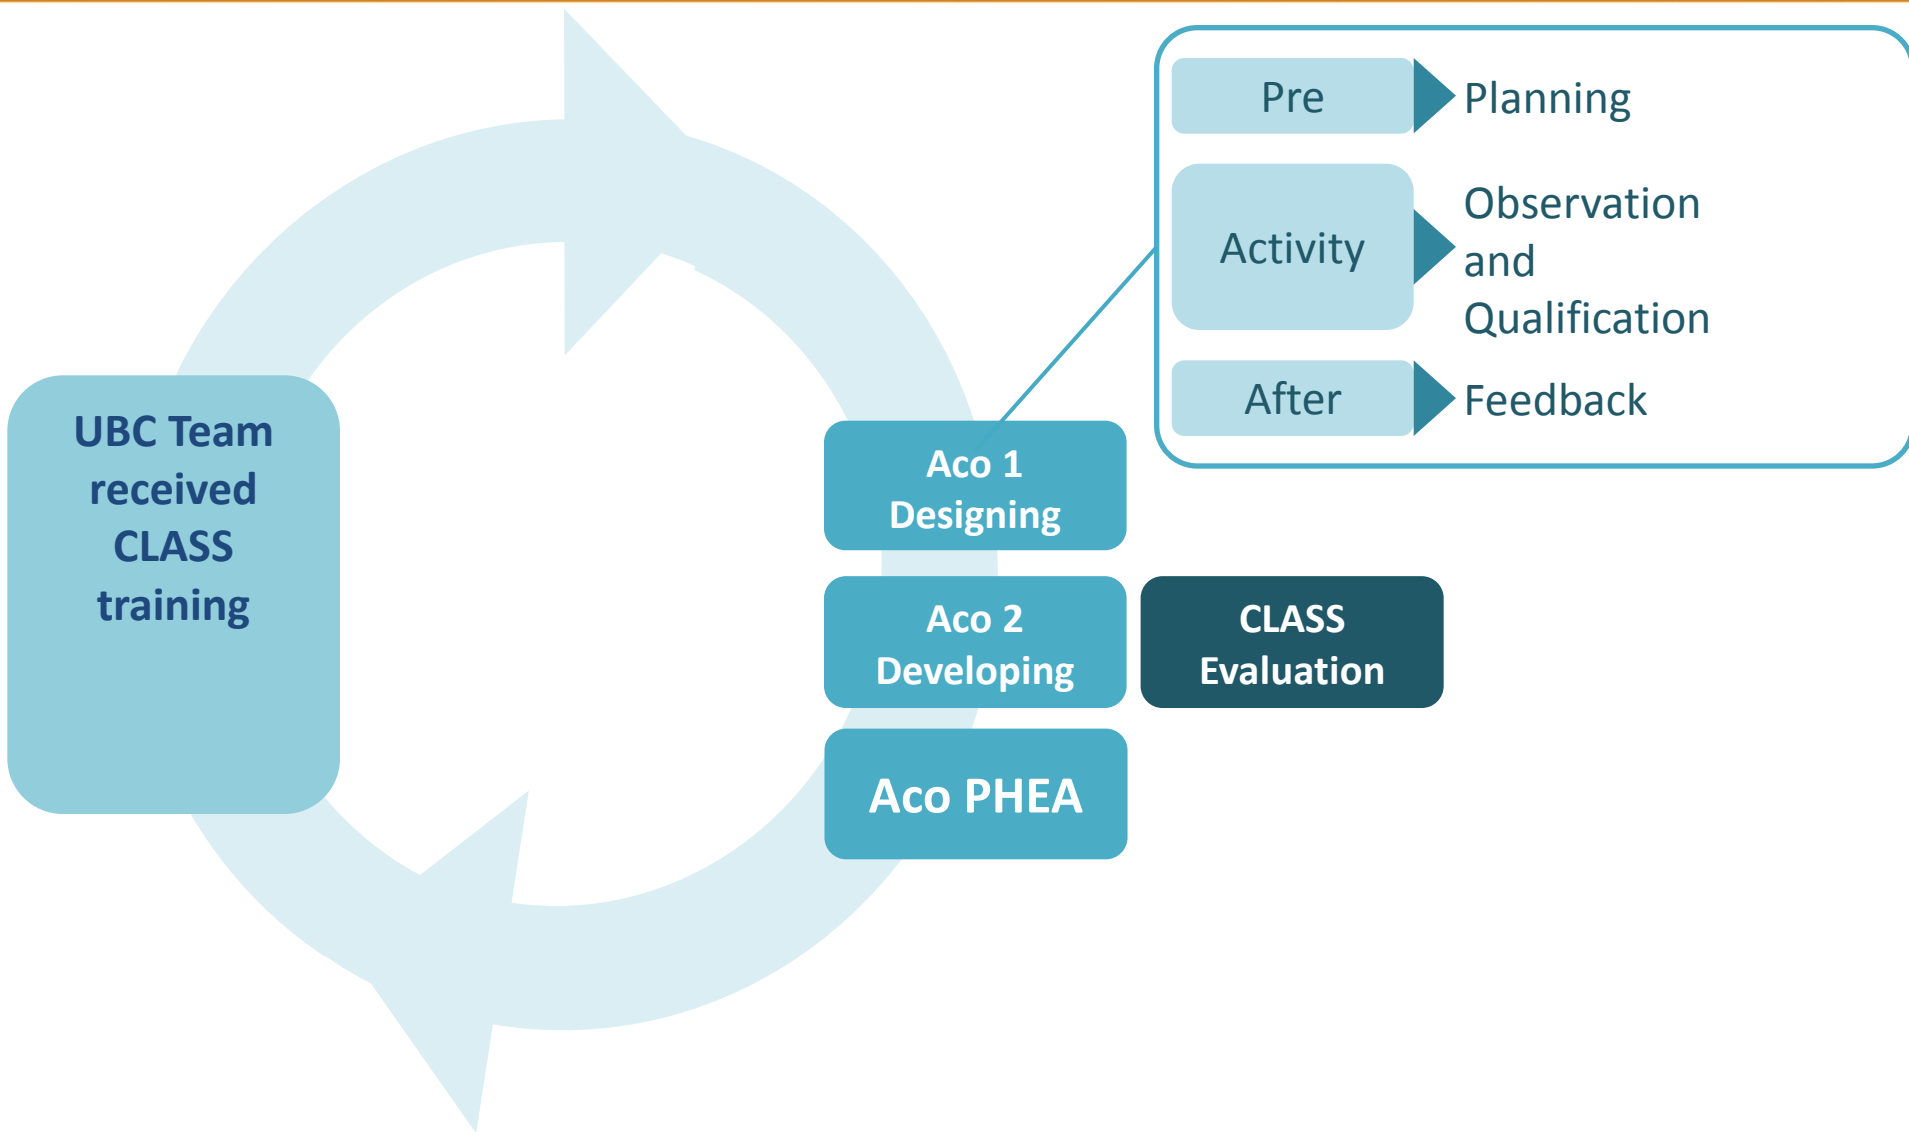 UBC Team
received
CLASS
training
Pre
Planning
Activity
Observation
and
Qualification
After
Feedback
Aco 1
Designing
Aco 2
Developing
CLASS
Evaluation
Aco PHEA